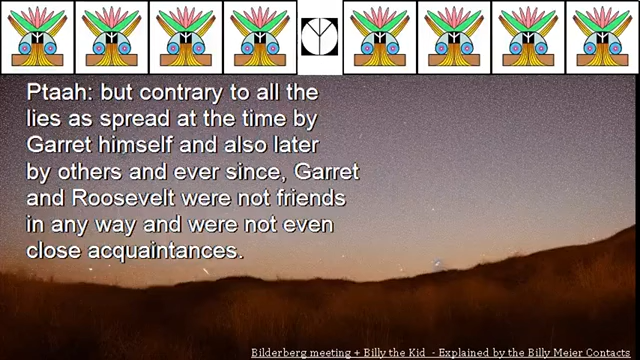 Ptaah: but contrary to all the
lies as spread at the time by
Garret himself and also later
by others and ever since, Garret
and Roosevelt were not friends
in any way and were not even
close acquaintances.
Bilderberg meeting + Billy the Kid - Explained by the Billy Meier Contacts